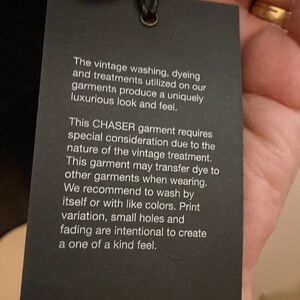 The vintage washing, dyeing
and treatments utilized on our
garments produce a uniquely
luxurious look and feel.
This CHASER garment requires
special consideration due to the
nature of the vintage treatment.
This garment may transfer dye to
other garments when wearing.
We recommend to wash by
itself or with like colors. Print
variation, small holes and
fading are intentional to create
a one of a kind feel.